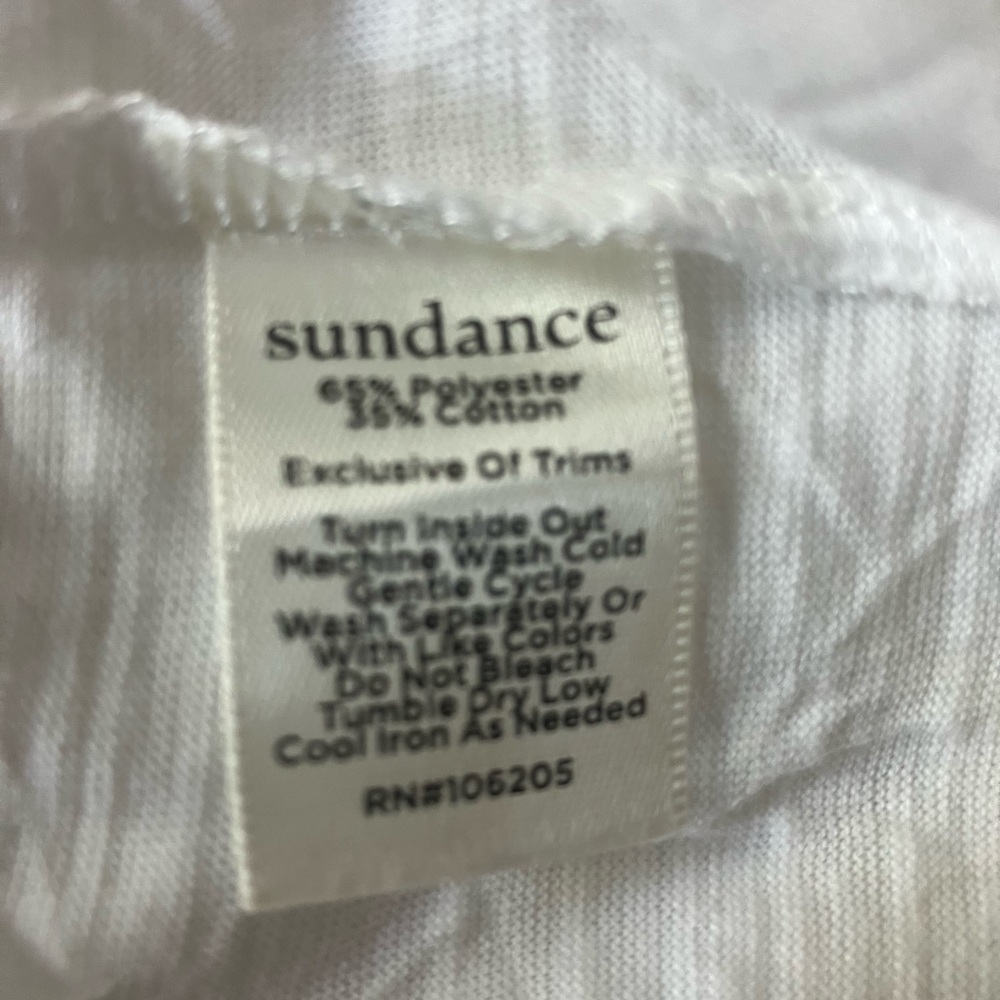 sundance
65% Polyester
35% Cotton
Exclusive Of Trims
Turn Inside Out
Machine Wash Cold
Gentle Cycle
Wash Separately Or
With Like Colors
Do Not Bleach
Tumble Dry Low
Cool Iron As Needed
RN#106205